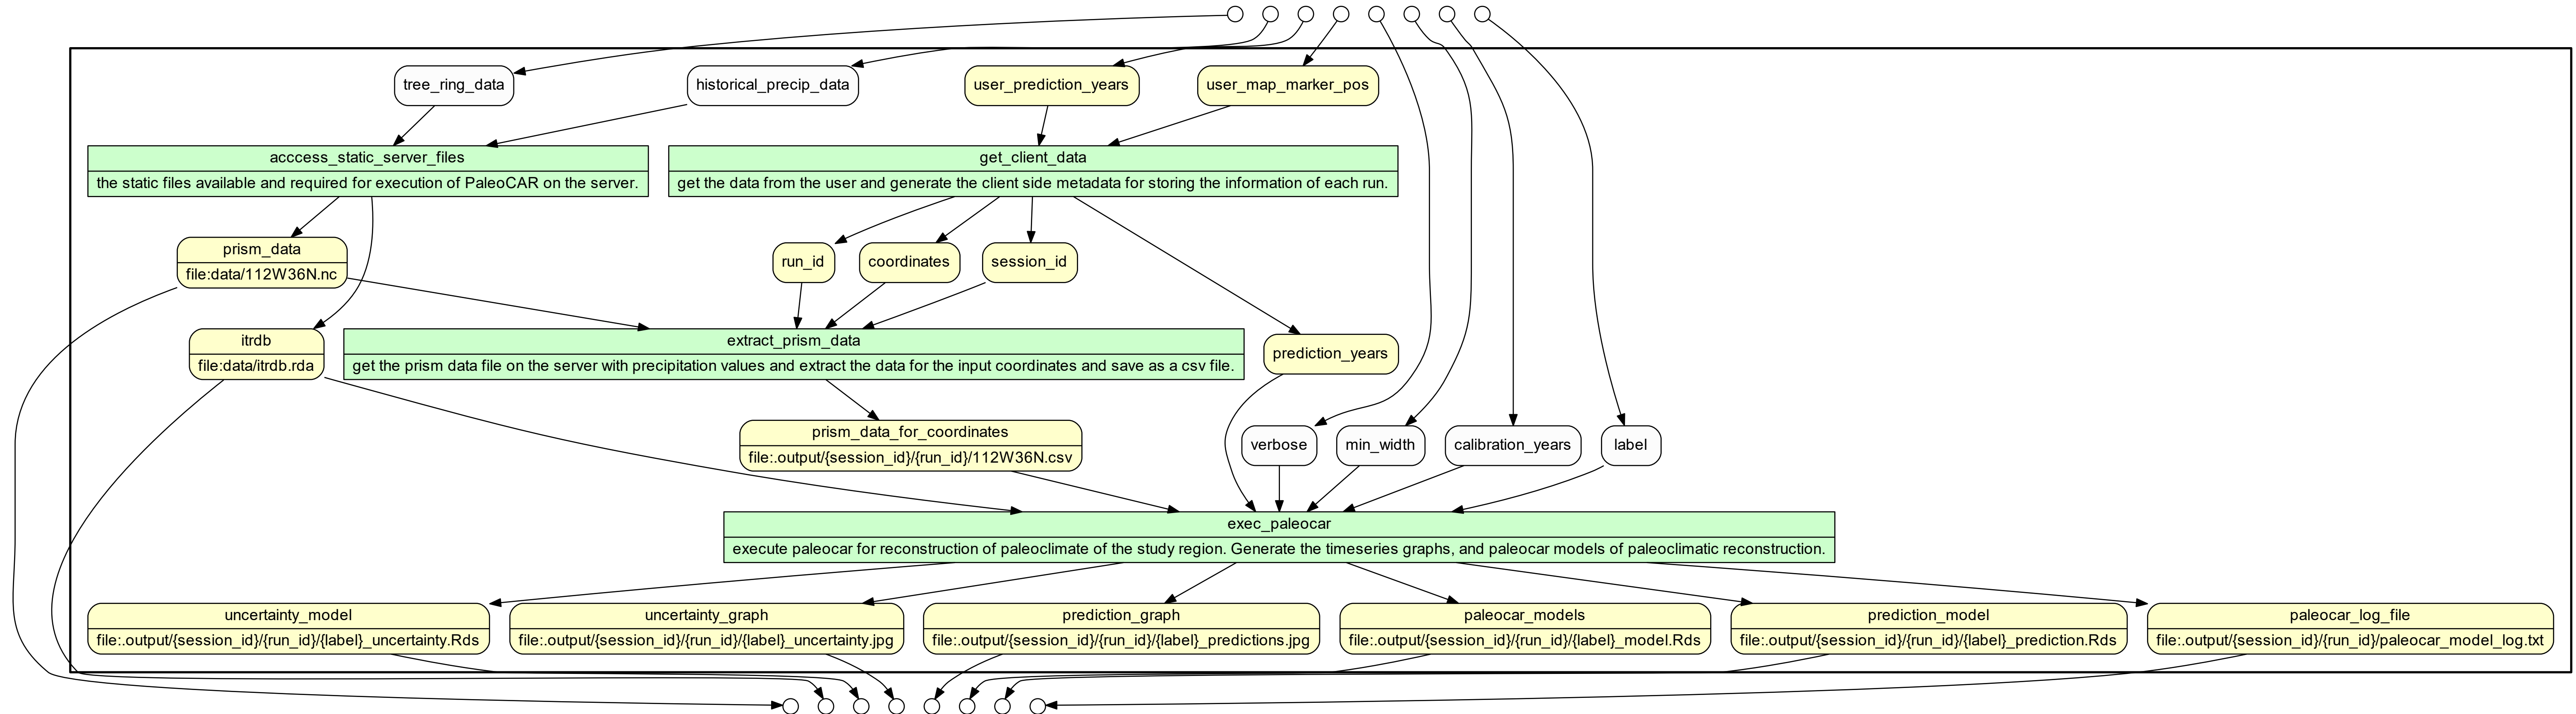 tree_ring_data
historical_precip_data
user_prediction_years
user_map_marker_pos
acccess_static_server_files
the static files available and required for execution of PaleoCAR on the server.
get_client_data
get the data from the user and generate the client side metadata for storing the information of each run.
prism_data
file:data/112W36N.nc
run_id
coordinates
session_id
itrdb
file:data/itrdb.rda
extract_prism_data
get the prism data file on the server with precipitation values and extract the data for the input coordinates and save as a csv file.
prediction_years
prism_data_for_coordinates
file:.output/{session_id}/{run_id}/112W36N.csv
verbose
min_width
calibration_years
label
exec_paleocar
execute paleocar for reconstruction of paleoclimate of the study region. Generate the timeseries graphs, and paleocar models of paleoclimatic reconstruction.
uncertainty_model
file:.output/{session_id}/{run_id}/{label}_uncertainty.Rds
uncertainty_graph
file:.output/{session_id}/{run_id}/{label}_uncertainty.jpg
prediction_graph
file:.output/{session_id}/{run_id}/{label}_predictions.jpg
paleocar_models
file:.output/{session_id}/{run_id}/{label}_model.Rds
prediction_model
file:.output/{session_id}/{run_id}/{label}_prediction.Rds
paleocar_log_file
file:.output/{session_id}/{run_id}/paleocar_model_log.txt